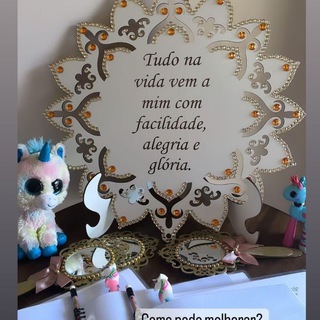 Tudo na
vida vem a
mim com
facilidade,
alegria e
glória.
Como pode melhorar?